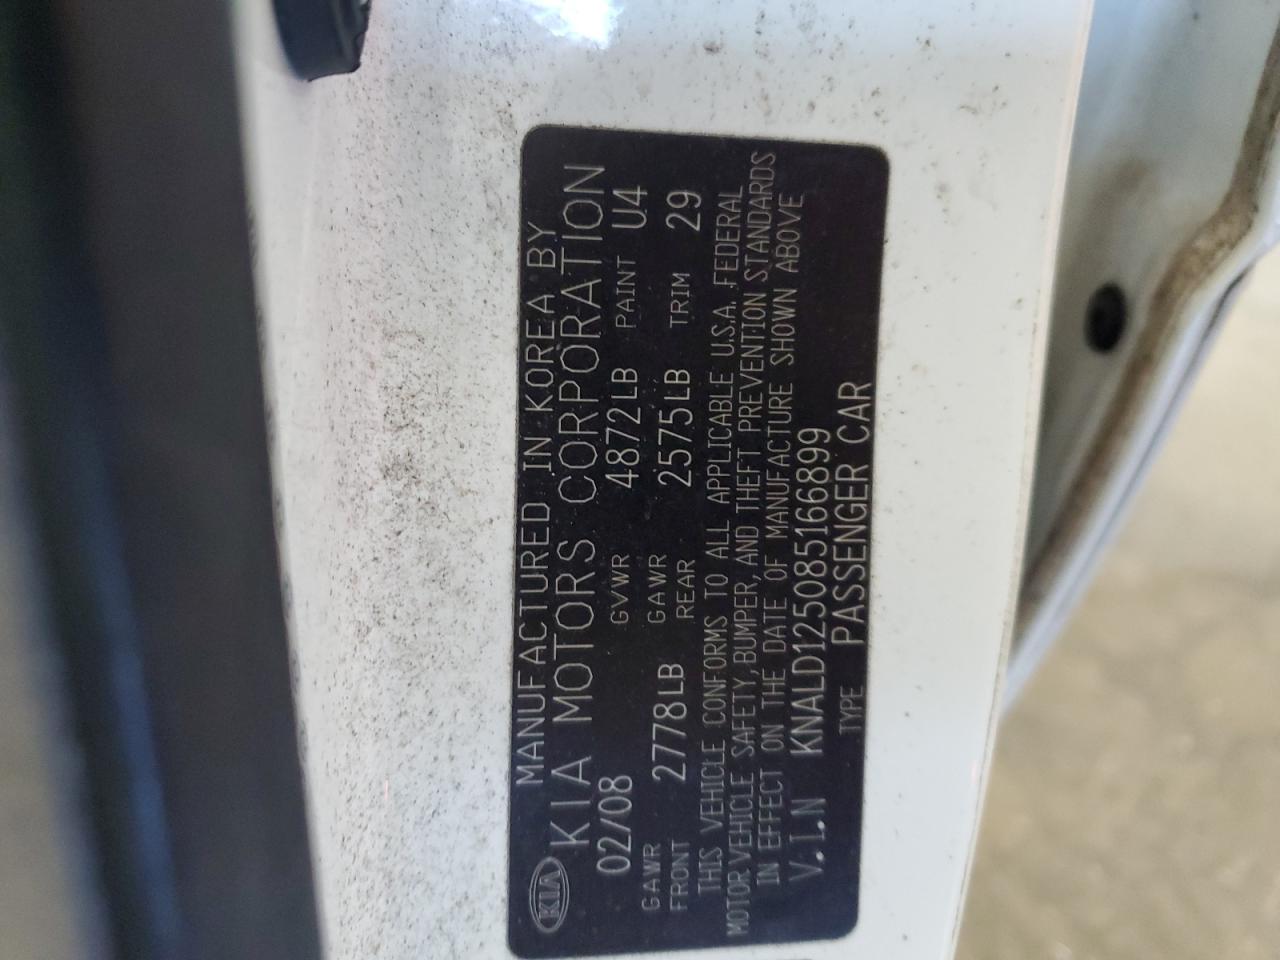 MANUFACTURED IN KOREA BY
KIA KIA MOTORS CORPORATION
02/08 GVWR 4872LB PAINT U4
GAWR FRONT 2778LB GAWR REAR 2575LB TRIM 29
THIS VEHICLE CONFORMS TO ALL APPLICABLE U.S.A. FEDERAL
MOTOR VEHICLE SAFETY, BUMPER, AND THEFT PREVENTION STANDARDS
IN EFFECT ON THE DATE OF MANUFACTURE SHOWN ABOVE
V.I.N KNALD125085166899
TYPE PASSENGER CAR